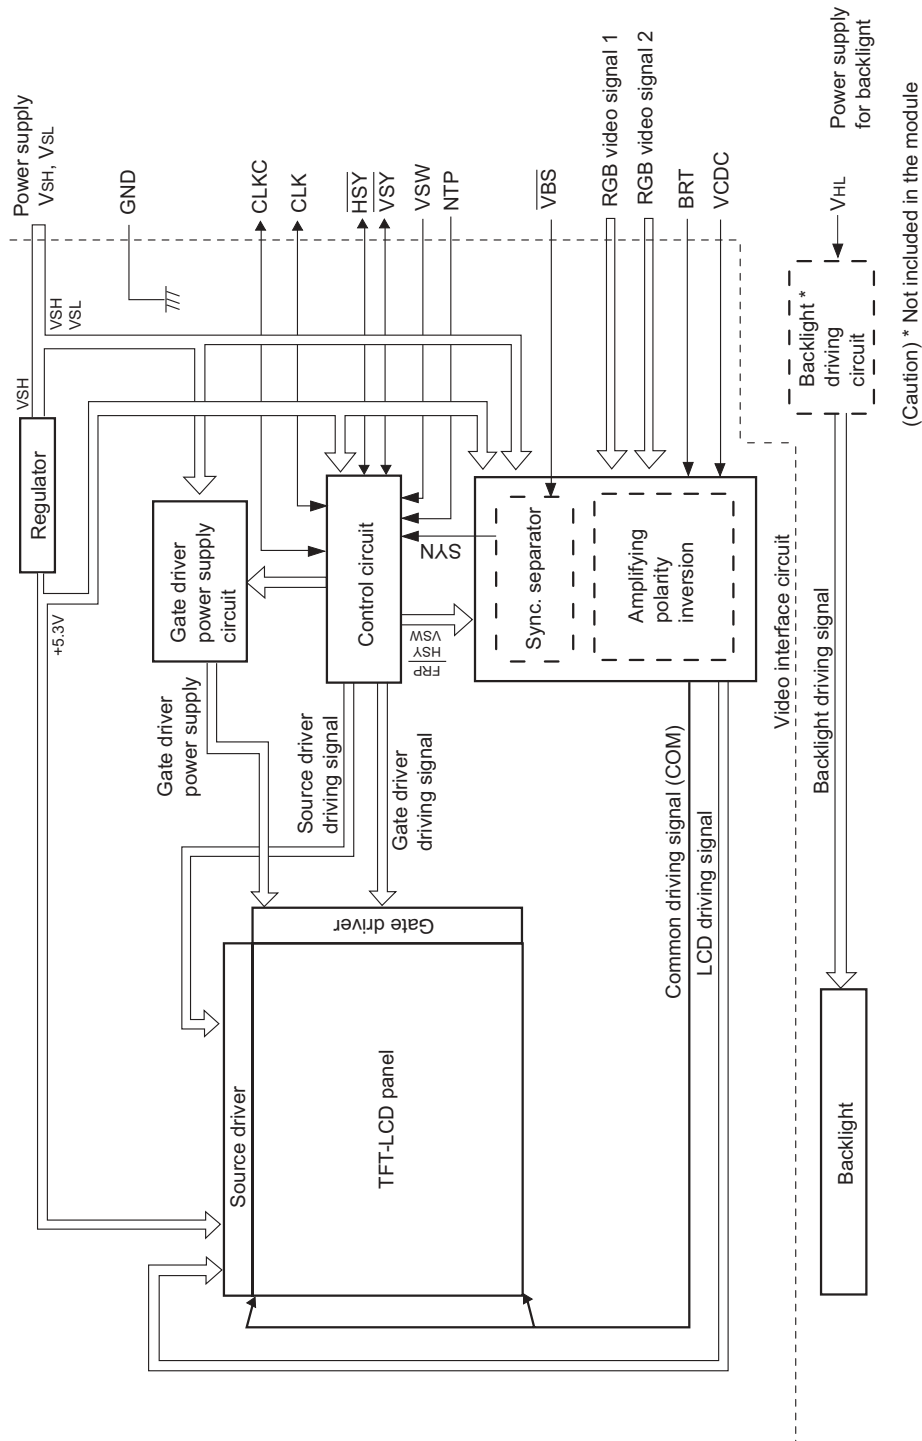 Power supply
VSH, VSL
GND
CLKC
CLK
HSY
VSY
VSW
NTP
VBS
RGB video signal 1
RGB video signal 2
BRT
VCDC
VHL
Power supply
for backlignt
(Caution) * Not included in the module
VSH
VSH
VSL
Regulator
+5.3V
Gate driver
power supply
circuit
Control circuit
SYN
FRP
HSY
VSW
Sync. separator
Amplifying
polarity
inversion
Video interface circuit
Backlight *
driving
circuit
Backlight driving signal
Gate driver
power supply
Source driver
driving signal
Gate driver
driving signal
Common driving signal (COM)
LCD driving signal
Source driver
Gate driver
TFT-LCD panel
Backlight